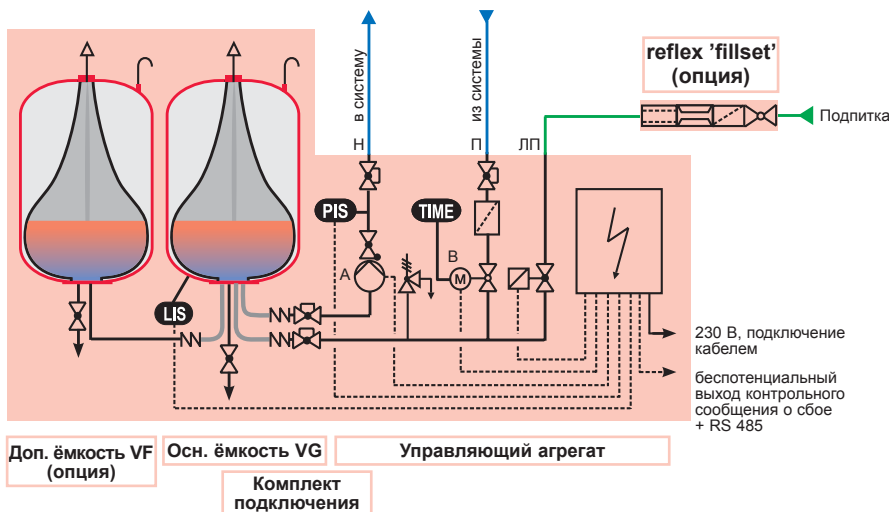 reflex 'fillset'
(опция)
Подпитка
в систему
из системы
Н
П
ЛП
PIS
TIME
LIS
A
B
M
230 В, подключение
кабелем
беспотенциальный
выход контрольного
сообщения о сбое
+ RS 485
Доп. ёмкость VF
(опция)
Осн. ёмкость VG
Управляющий агрегат
Комплект
подключения